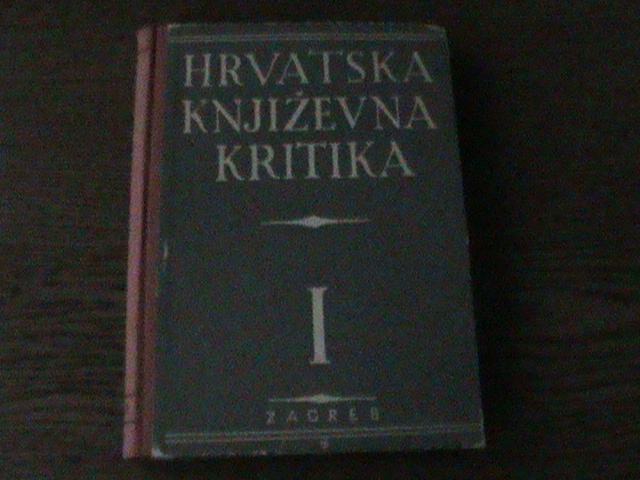 HRVATSKA
KNJIŽEVNA
KRITIKA
I
ZAGREB